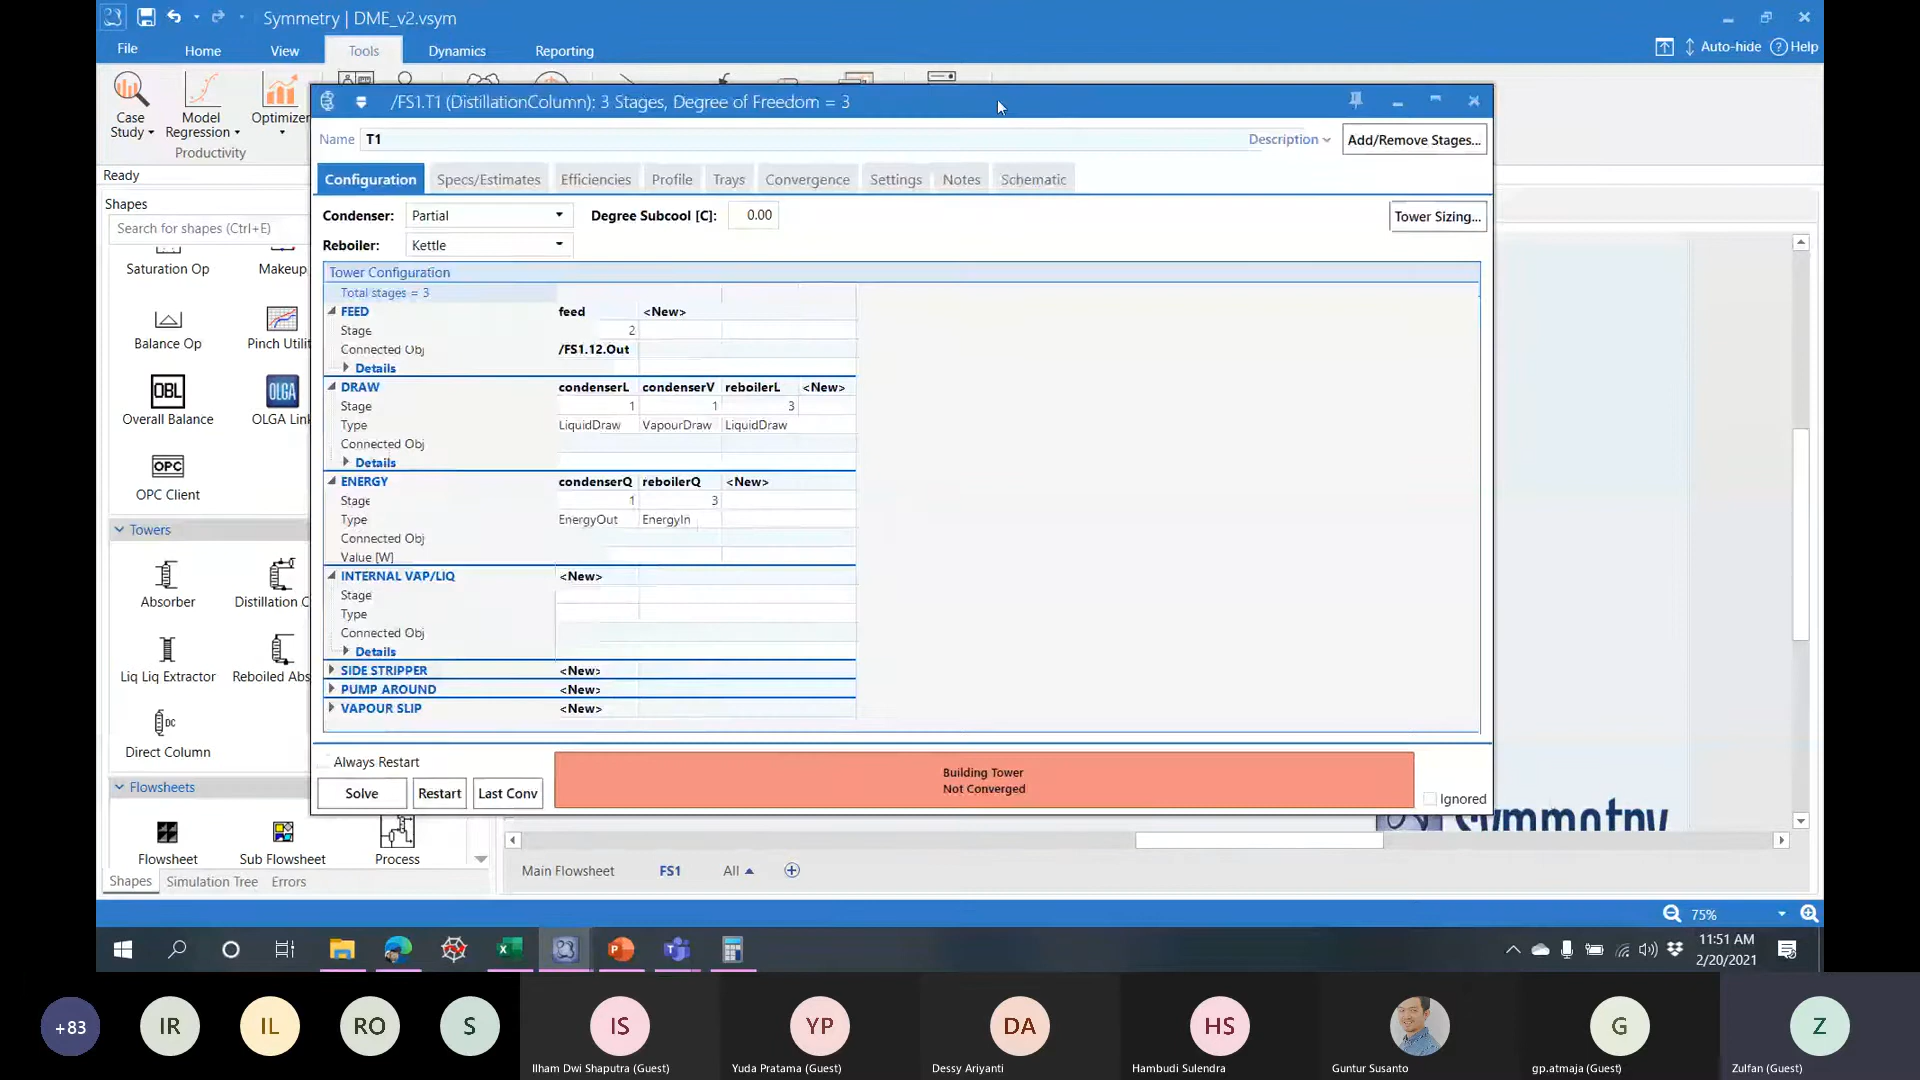 Symmetry | DME_v2.vsym
File
Home
View
Tools
Dynamics
Reporting
Auto-hide
Help
Case Study
Model Regression
Optimizer
Productivity
Ready
/FS1.T1 (DistillationColumn): 3 Stages, Degree of Freedom = 3
Name T1
Description
Add/Remove Stages...
Configuration
Specs/Estimates
Efficiencies
Profile
Trays
Convergence
Settings
Notes
Schematic
Condenser: Partial
Degree Subcool [C]: 0.00
Tower Sizing...
Reboiler: Kettle
Tower Configuration
Total stages = 3
FEED feed <New>
Stage 2
Connected Obj /FS1.12.Out
Details
DRAW condenserL condenserV reboilerL <New>
Stage 1 1 3
Type LiquidDraw VapourDraw LiquidDraw
Connected Obj
Details
ENERGY condenserQ reboilerQ <New>
Stage 1 3
Type EnergyOut EnergyIn
Connected Obj
Value [W]
INTERNAL VAP/LIQ <New>
Stage
Type
Connected Obj
Details
SIDE STRIPPER <New>
PUMP AROUND <New>
VAPOUR SLIP <New>
Always Restart
Solve
Restart
Last Conv
Building Tower
Not Converged
Ignored
Shapes
Search for shapes (Ctrl+E)
Saturation Op
Makeup
Balance Op
Pinch Utili
OBL
Overall Balance
OLGA
OLGA Link
OPC
OPC Client
Towers
Absorber
Distillation C
Liq Liq Extractor
Reboiled Abs
DC
Direct Column
Flowsheets
Flowsheet
Sub Flowsheet
Process
Shapes
Simulation Tree
Errors
Symmetry
Main Flowsheet
FS1
All
75%
11:51 AM
2/20/2021
+83
IR
IL
RO
S
IS
YP
DA
HS
G
Z
Ilham Dwi Shaputra (Guest)
Yuda Pratama (Guest)
Dessy Ariyanti
Hambudi Sulendra
Guntur Susanto
gp.atmaja (Guest)
Zulfan (Guest)